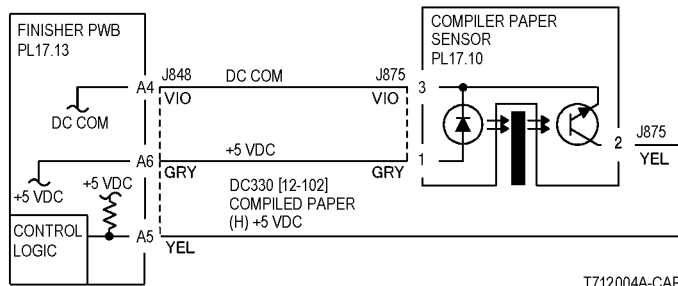 FINISHER PWB
PL17.13
A4
J848
VIO
DC COM
J875
VIO
DC COM
COMPILER PAPER
SENSOR
PL17.10
3
1
2
J875
YEL
A6
GRY
+5 VDC
GRY
+5 VDC
+5 VDC
DC330 [12-102]
COMPILED PAPER
(H) +5 VDC
CONTROL
LOGIC
A5
YEL
T712004A-CAR